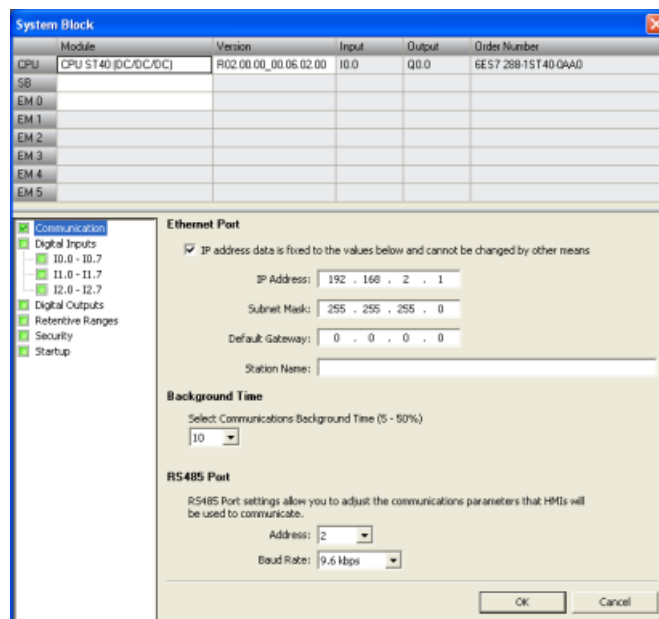 System Block
Module Version Input Output Order Number
CPU CPU ST40 (DC/DC/DC) R02.00.00_00.06.02.00 I0.0 Q0.0 6ES7 288-1ST40-0AA0
SB
EM 0
EM 1
EM 2
EM 3
EM 4
EM 5
Communication
Digital Inputs
I0.0 - I0.7
I1.0 - I1.7
I2.0 - I2.7
Digital Outputs
Retentive Ranges
Security
Startup
Ethernet Port
IP address data is fixed to the values below and cannot be changed by other means
IP Address: 192 . 168 . 2 . 1
Subnet Mask: 255 . 255 . 255 . 0
Default Gateway: 0 . 0 . 0 . 0
Station Name:
Background Time
Select Communications Background Time (5 - 50%)
10
RS485 Port
RS485 Port settings allow you to adjust the communications parameters that HMIs will
be used to communicate.
Address: 2
Baud Rate: 9.6 kbps
OK Cancel